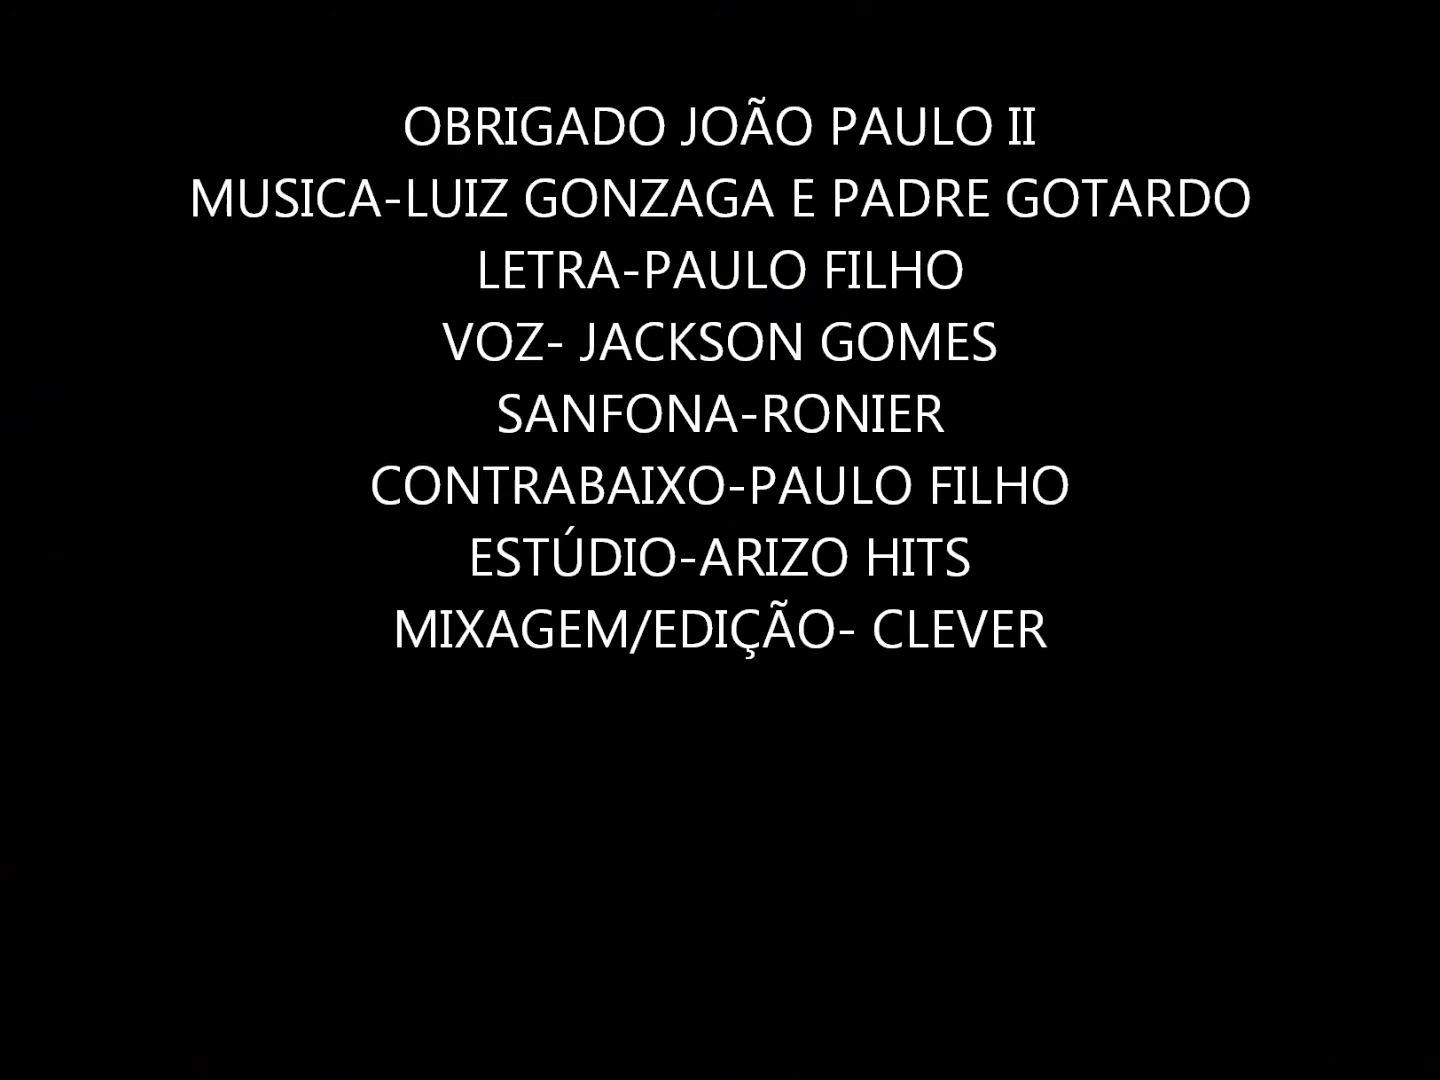 OBRIGADO JOÃO PAULO II
MUSICA-LUIZ GONZAGA E PADRE GOTARDO
LETRA-PAULO FILHO
VOZ- JACKSON GOMES
SANFONA-RONIER
CONTRABAIXO-PAULO FILHO
ESTÚDIO-ARIZO HITS
MIXAGEM/EDIÇÃO- CLEVER